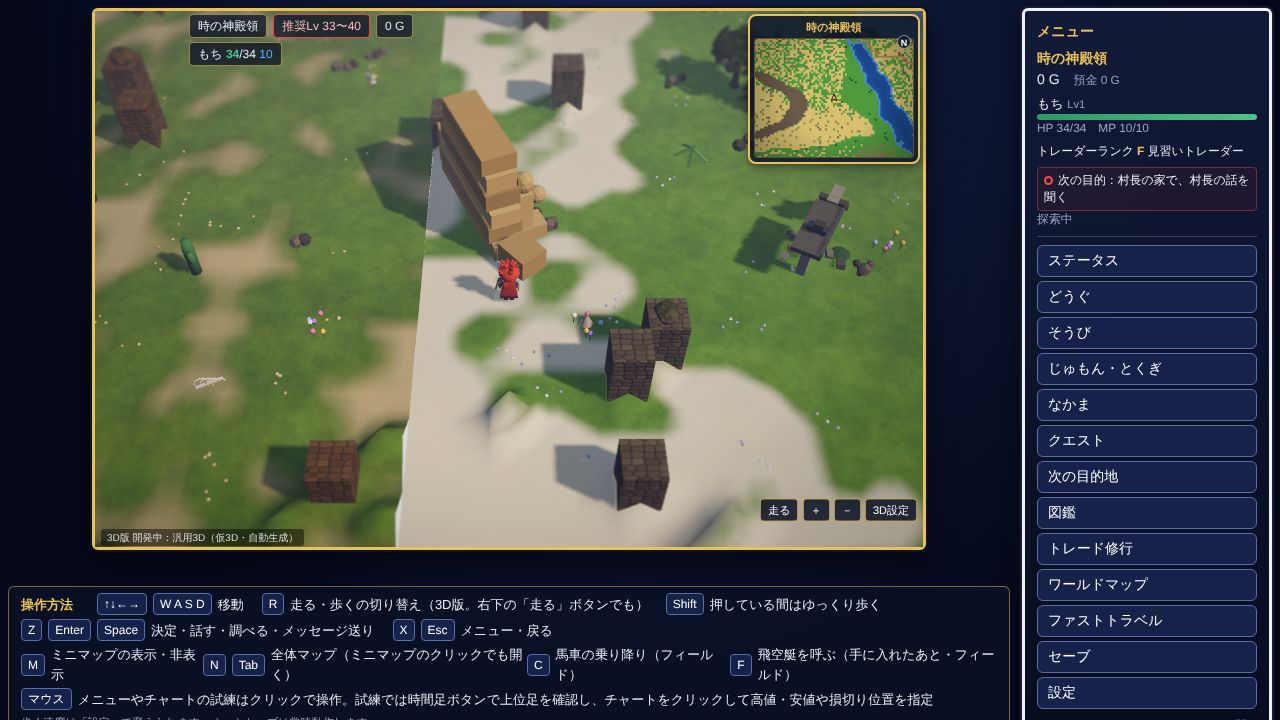 時の神殿領 推奨Lv 33〜40 0 G
もち 34/34 10
時の神殿領
N
走る + − 3D設定
3D版 開発中：汎用3D（仮3D・自動生成）
メニュー
時の神殿領
0 G 預金 0 G
もち Lv1
HP 34/34 MP 10/10
トレーダーランク F 見習いトレーダー
次の目的：村長の家で、村長の話を
聞く
探索中
ステータス
どうぐ
そうび
じゅもん・とくぎ
なかま
クエスト
次の目的地
図鑑
トレード修行
ワールドマップ
ファストトラベル
セーブ
設定
操作方法 ↑↓←→ W A S D 移動 R 走る・歩くの切り替え（3D版。右下の「走る」ボタンでも） Shift 押している間はゆっくり歩く
Z Enter Space 決定・話す・調べる・メッセージ送り X Esc メニュー・戻る
M ミニマップの表示・非表示 N Tab 全体マップ（ミニマップのクリックでも開く） C 馬車の乗り降り（フィールド） F 飛空艇を呼ぶ（手に入れたあと・フィールド）
マウス メニューやチャートの試練はクリックで操作。試練では時間足ボタンで上位足を確認し、チャートをクリックして高値・安値や損切り位置を指定